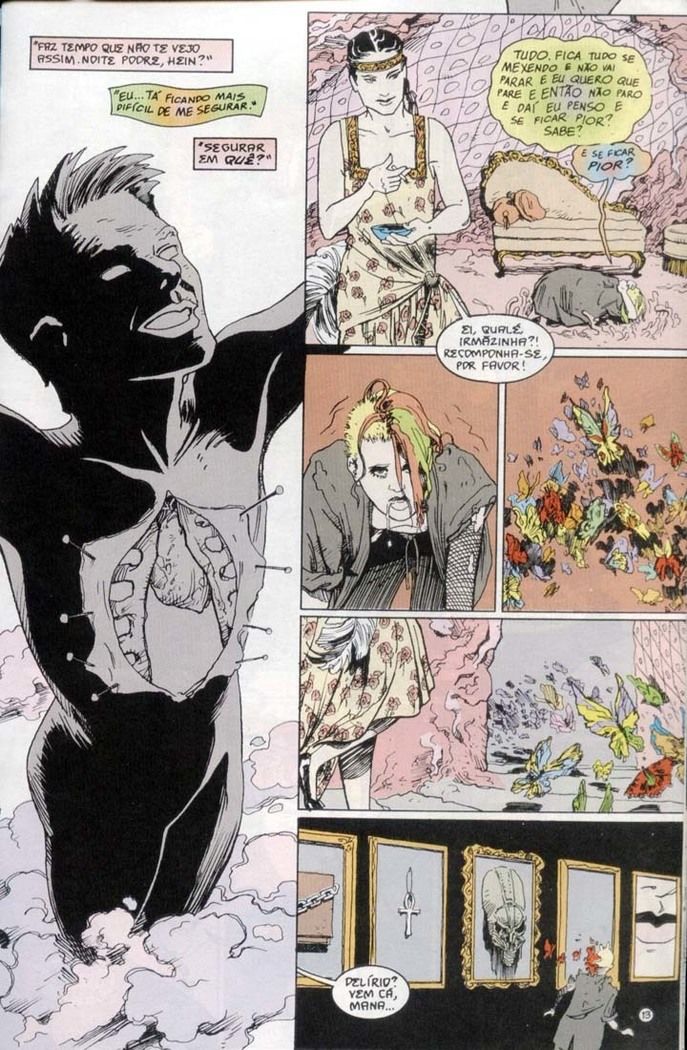 "FAZ TEMPO QUE NÃO TE VEJO
ASSIM. NOITE PODRE, HEIN?"
"EU... TÁ FICANDO MAIS
DIFÍCIL DE ME SEGURAR."
"SEGURAR
EM QUÊ?"
TUDO. FICA TUDO SE
MEXENDO E NÃO VAI
PARAR E EU QUERO QUE
PARE E ENTÃO NÃO PARO
E DAÍ EU PENSO E
SE FICAR PIOR?
SABE?
E SE FICAR
PIOR?
EI, QUALÉ,
IRMAZINHA?!
RECOMPONHA-SE,
POR FAVOR!
DELÍRIO?
VEM CÁ,
MANA...
13